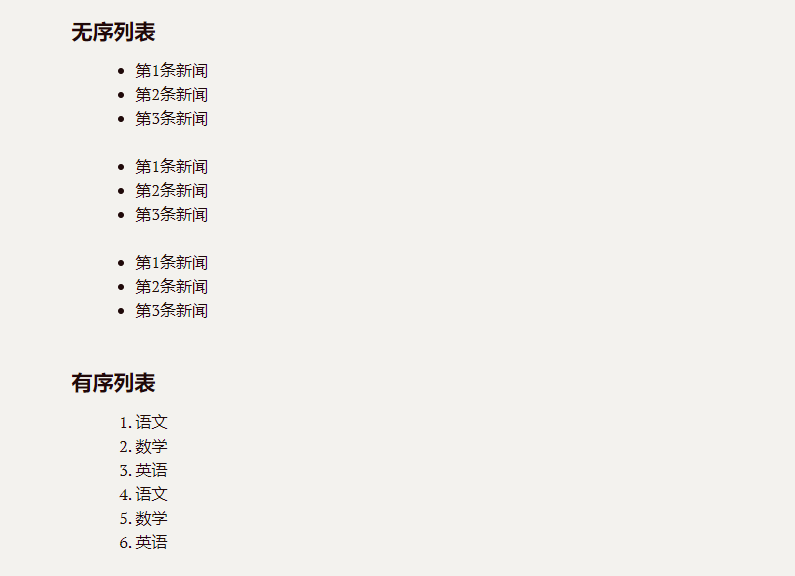 无序列表
• 第1条新闻
• 第2条新闻
• 第3条新闻
• 第1条新闻
• 第2条新闻
• 第3条新闻
• 第1条新闻
• 第2条新闻
• 第3条新闻
有序列表
1. 语文
2. 数学
3. 英语
4. 语文
5. 数学
6. 英语